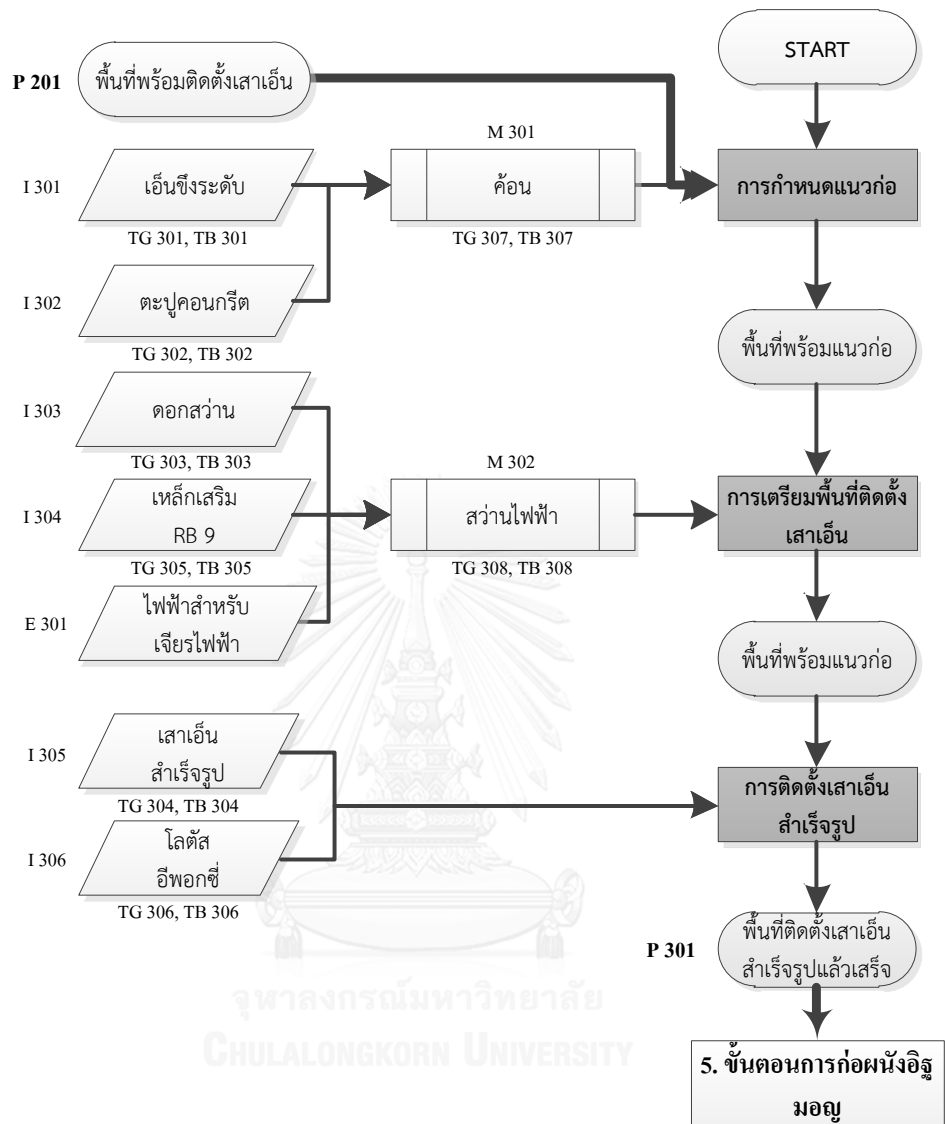 START
P 201
พื้นที่พร้อมติดตั้งเสาเอ็น
M 301
I 301
เอ็นขึงระดับ
ค้อน
การกำหนดแนวก่อ
TG 301, TB 301
TG 307, TB 307
I 302
ตะปูคอนกรีต
TG 302, TB 302
พื้นที่พร้อมแนวก่อ
I 303
ดอกสว่าน
TG 303, TB 303
M 302
I 304
เหล็กเสริม
RB 9
สว่านไฟฟ้า
การเตรียมพื้นที่ติดตั้ง
เสาเอ็น
TG 305, TB 305
TG 308, TB 308
E 301
ไฟฟ้าสำหรับ
เจียรไฟฟ้า
พื้นที่พร้อมแนวก่อ
I 305
เสาเอ็น
สำเร็จรูป
TG 304, TB 304
การติดตั้งเสาเอ็น
สำเร็จรูป
I 306
โลตัส
อีพอกซี่
TG 306, TB 306
P 301
พื้นที่ติดตั้งเสาเอ็น
สำเร็จรูปแล้วเสร็จ
จุฬาลงกรณ์มหาวิทยาลัย
CHULALONGKORN UNIVERSITY
5. ขั้นตอนการก่อผนังอิฐ
มอญ